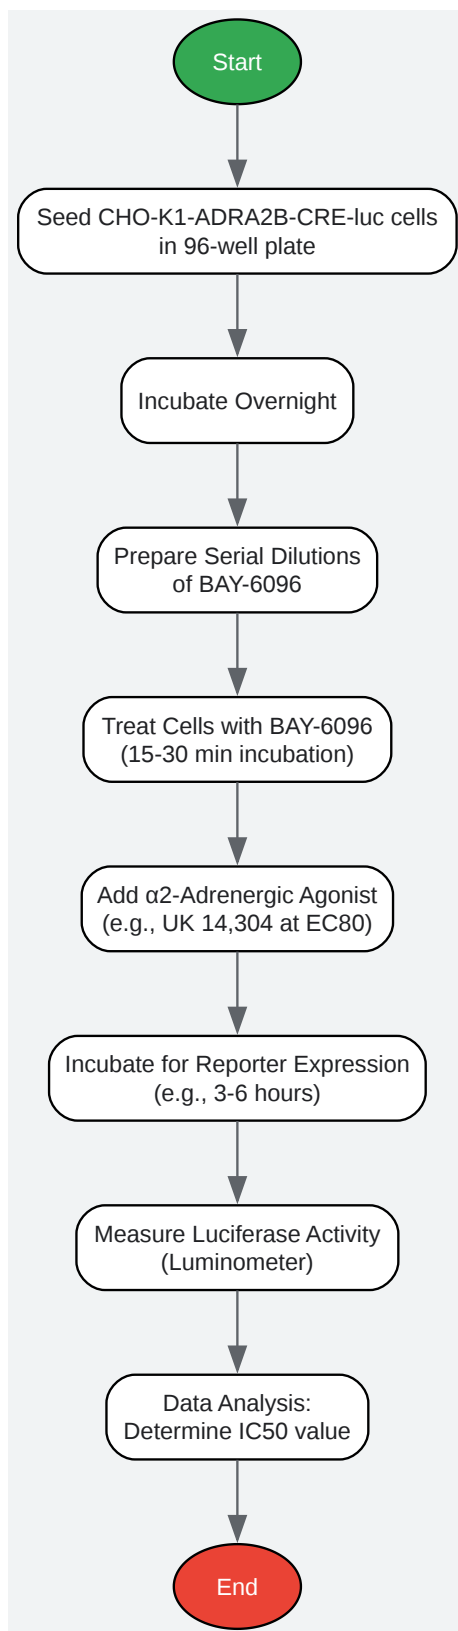 Start
Seed CHO-K1-ADRA2B-CRE-luc cells
in 96-well plate
Incubate Overnight
Prepare Serial Dilutions
of BAY-6096
Treat Cells with BAY-6096
(15-30 min incubation)
Add α2-Adrenergic Agonist
(e.g., UK 14,304 at EC80)
Incubate for Reporter Expression
(e.g., 3-6 hours)
Measure Luciferase Activity
(Luminometer)
Data Analysis:
Determine IC50 value
End